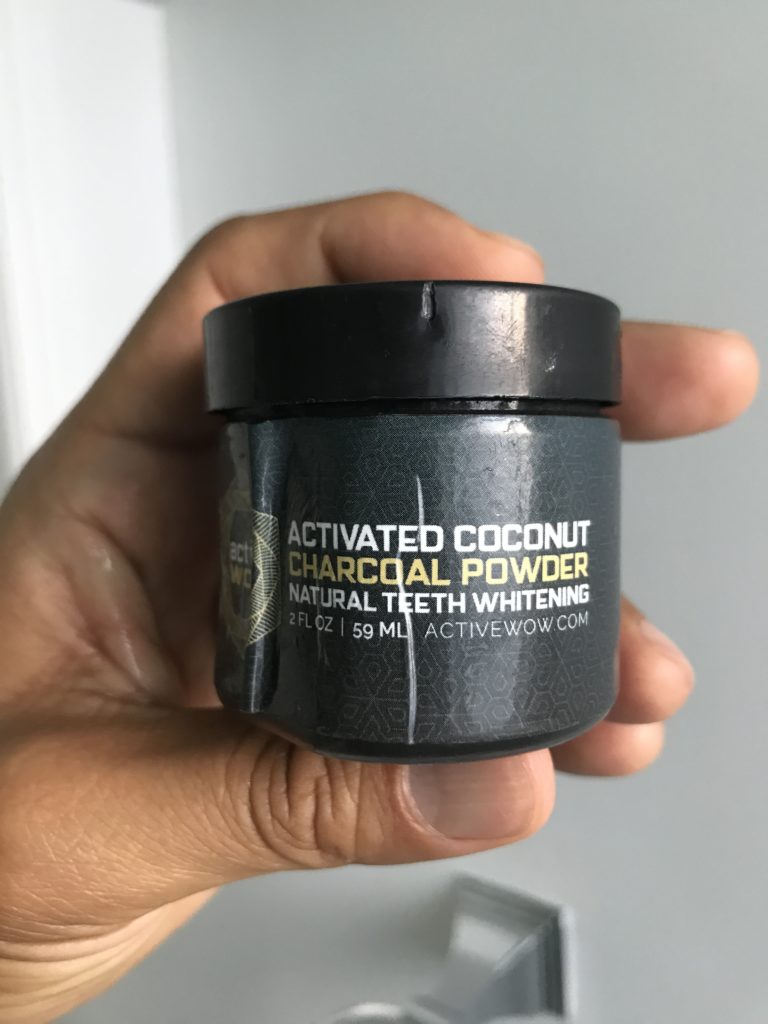 ACTIVATED COCONUT
CHARCOAL POWDER
NATURAL TEETH WHITENING
2 FL OZ | 59 ML ACTIVEWOW.COM